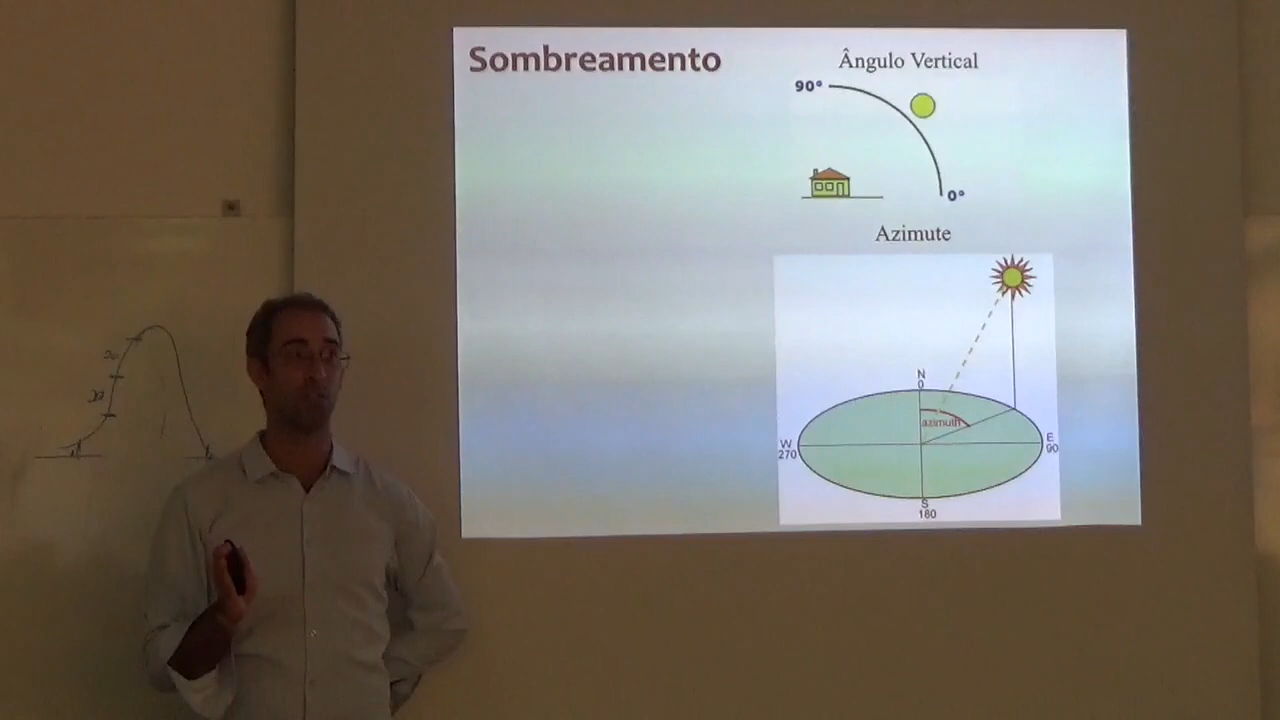 Sombreamento
Ângulo Vertical
90°
0°
Azimute
N
0
azimuth
W
270
E
90
S
180